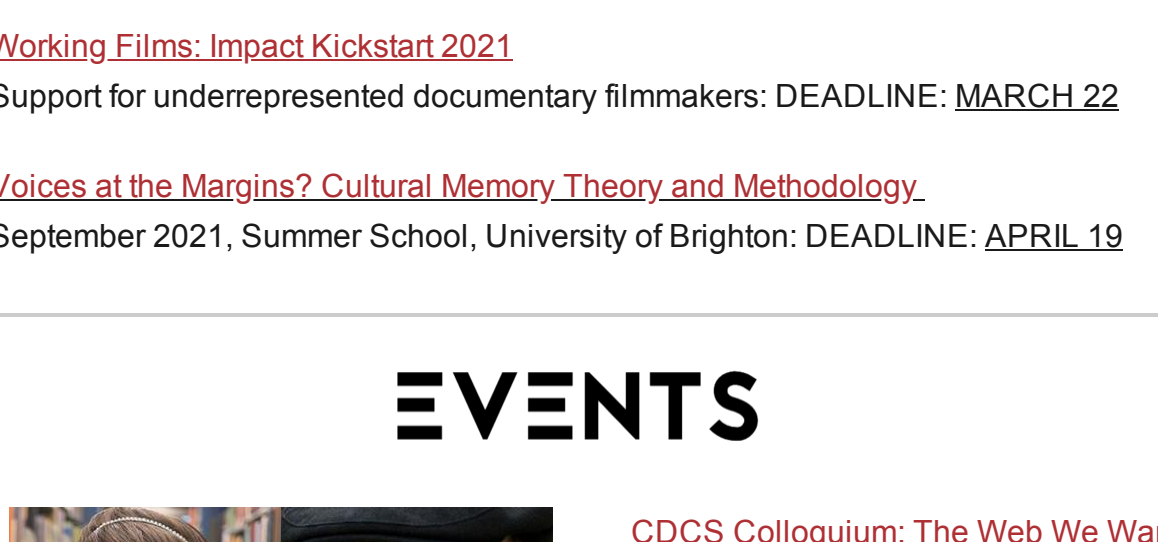 Working Films: Impact Kickstart 2021
Support for underrepresented documentary filmmakers: DEADLINE: MARCH 22
Voices at the Margins? Cultural Memory Theory and Methodology
September 2021, Summer School, University of Brighton: DEADLINE: APRIL 19
EVENTS
CDCS Colloquium: The Web We